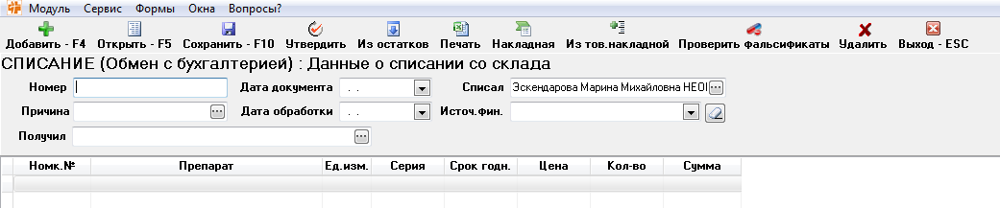 Модуль Сервис Формы Окна Вопросы?
Добавить - F4 Открыть - F5 Сохранить - F10 Утвердить Из остатков Печать Накладная Из тов.накладной Проверить фальсификаты Удалить Выход - ESC
СПИСАНИЕ (Обмен с бухгалтерией) : Данные о списании со склада
Номер Дата документа . . Списал Эскендарова Марина Михайловна НЕОІ
Причина Дата обработки . . Источ.фин.
Получил
Номк.№ Препарат Ед.изм. Серия Срок годн. Цена Кол-во Сумма